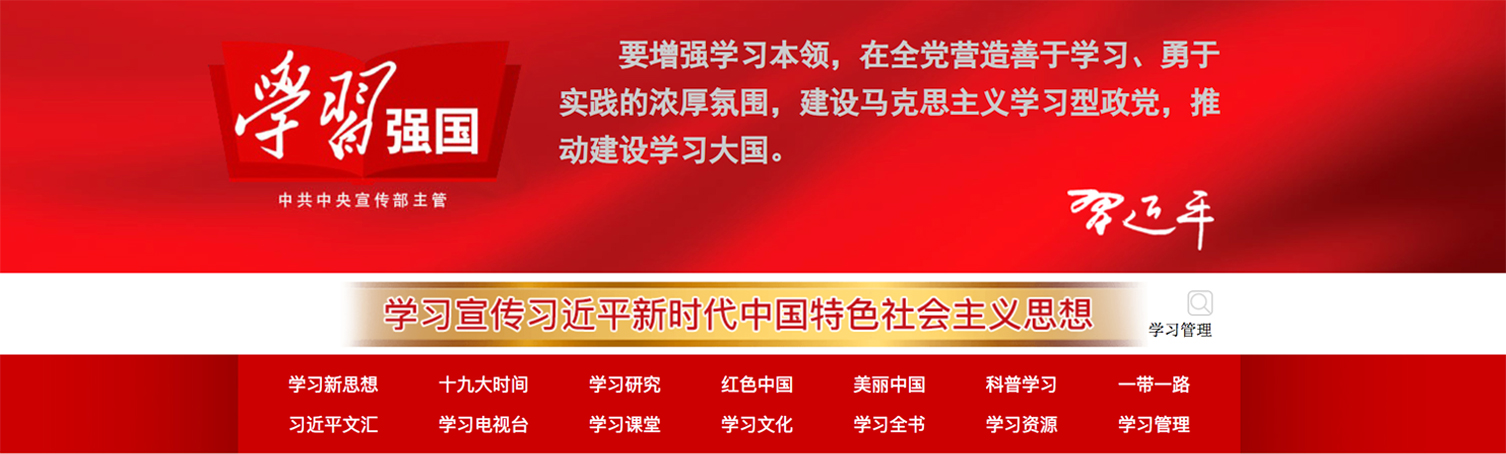 學習强国
中共中央宣传部主管
要增强学习本领，在全党营造善于学习、勇于
实践的浓厚氛围，建设马克思主义学习型政党，推
动建设学习大国。
习近平
学习宣传习近平新时代中国特色社会主义思想
学习管理
学习新思想 十九大时间 学习研究 红色中国 美丽中国 科普学习 一带一路
习近平文汇 学习电视台 学习课堂 学习文化 学习全书 学习资源 学习管理